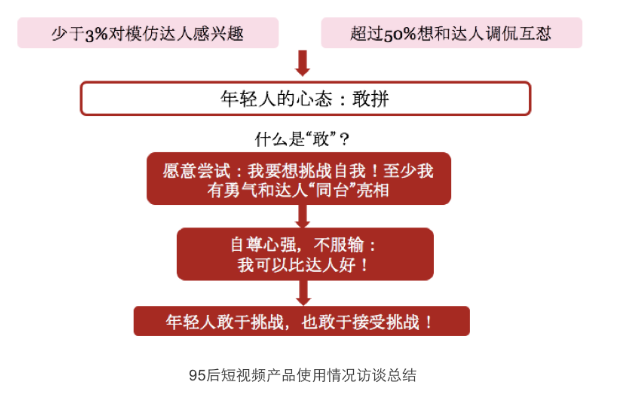 少于3%对模仿达人感兴趣
超过50%想和达人调侃互怼
年轻人的心态：敢拼
什么是“敢”？
愿意尝试：我要想挑战自我！至少我
有勇气和达人“同台”亮相
自尊心强，不服输：
我可以比达人好！
年轻人敢于挑战，也敢于接受挑战！
95后短视频产品使用情况访谈总结